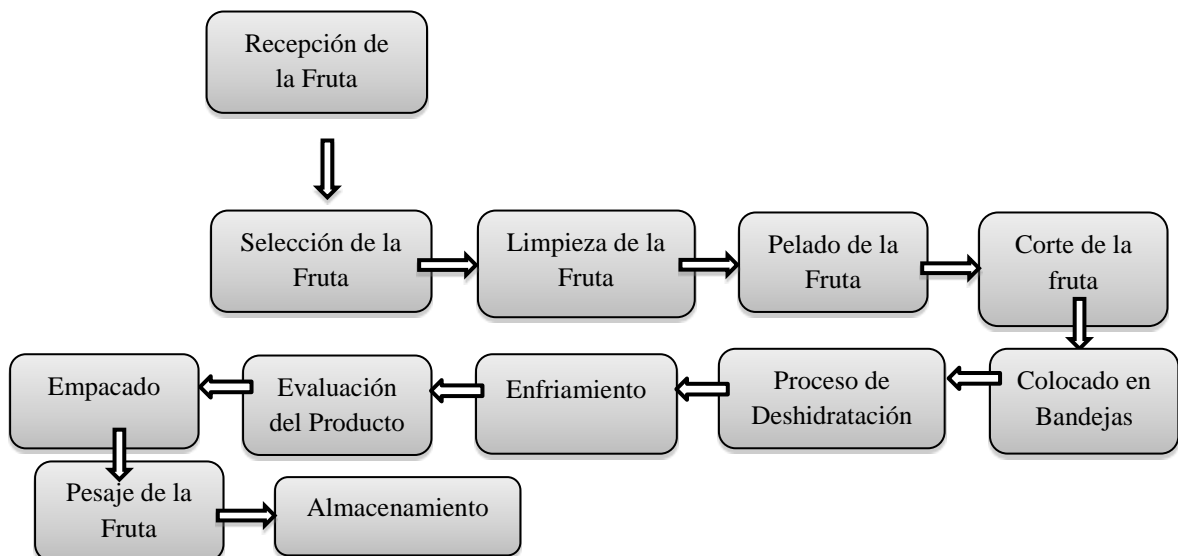 Recepción de
la Fruta
Selección de la
Fruta
Limpieza de la
Fruta
Pelado de la
Fruta
Corte de la
fruta
Colocado en
Bandejas
Proceso de
Deshidratación
Enfriamiento
Evaluación
del Producto
Empacado
Pesaje de la
Fruta
Almacenamiento